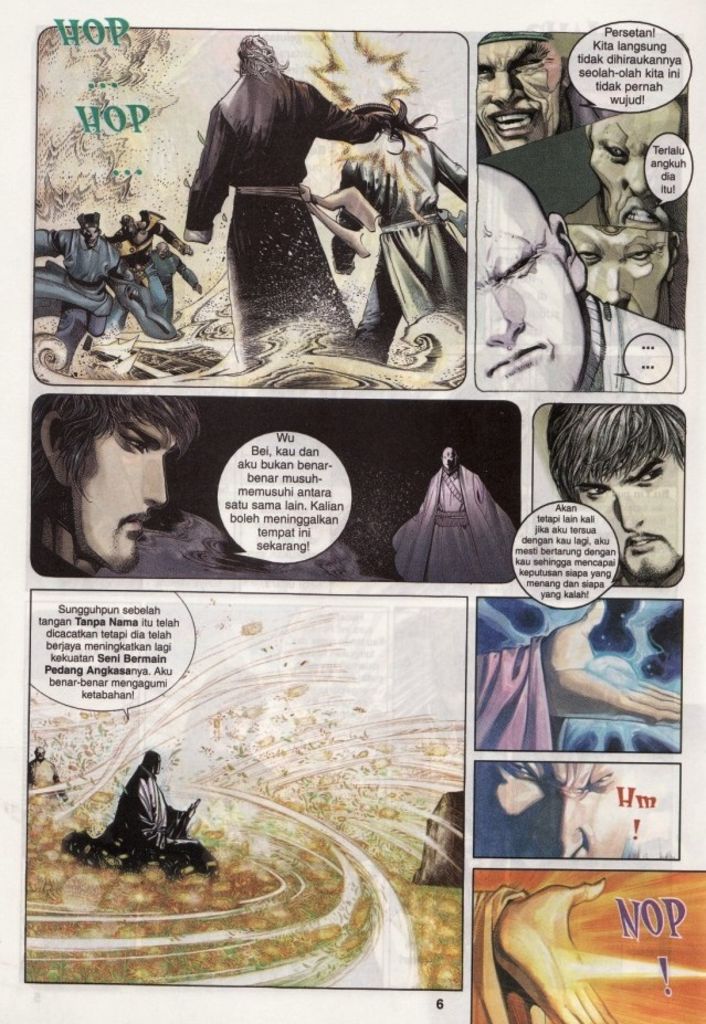 HOP
...
HOP
...
Persetan!
Kita langsung
tidak dihiraukannya
seolah-olah kita ini
tidak pernah
wujud!
Terlalu
angkuh
dia
itu!
...
...
Wu
Bei, kau dan
aku bukan benar-
benar musuh-
memusuhi antara
satu sama lain. Kalian
boleh meninggalkan
tempat ini
sekarang!
Akan
tetapi lain kali
jika aku tersua
dengan kau lagi, aku
mesti bertarung dengan
kau sehingga mencapai
keputusan siapa yang
menang dan siapa
yang kalah!
Sungguhpun sebelah
tangan Tanpa Nama itu telah
dicacatkan tetapi dia telah
berjaya meningkatkan lagi
kekuatan Seni Bermain
Pedang Angkasanya. Aku
benar-benar mengagumi
ketabahan!
Hm
!
NOP
!
6